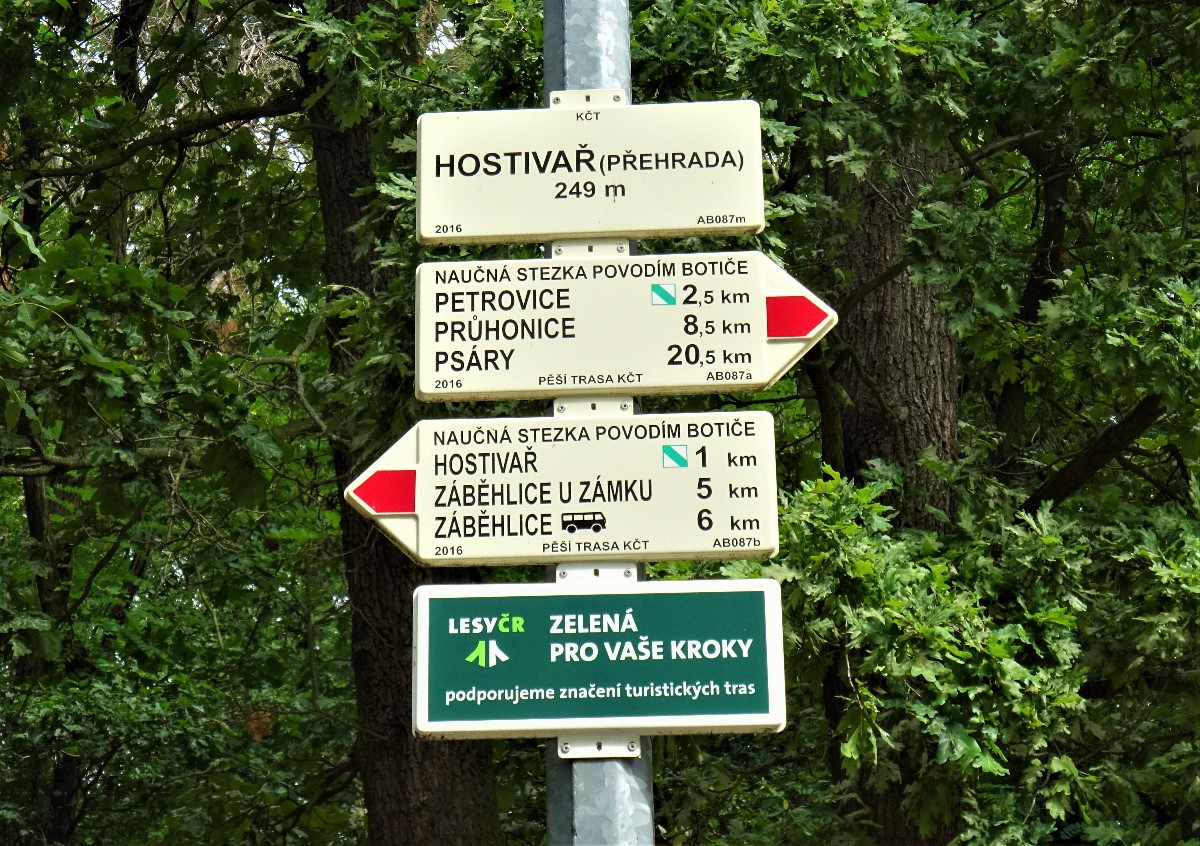 KČT
HOSTIVAŘ (PŘEHRADA)
249 m
2016 AB087m
NAUČNÁ STEZKA POVODÍM BOTIČE
PETROVICE 2,5 km
PRŮHONICE 8,5 km
PSÁRY 20,5 km
2016 PĚŠÍ TRASA KČT AB087a
NAUČNÁ STEZKA POVODÍM BOTIČE
HOSTIVAŘ 1 km
ZÁBĚHLICE U ZÁMKU 5 km
ZÁBĚHLICE 6 km
2016 PĚŠÍ TRASA KČT AB087b
LESY ČR ZELENÁ
PRO VAŠE KROKY
podporujeme značení turistických tras